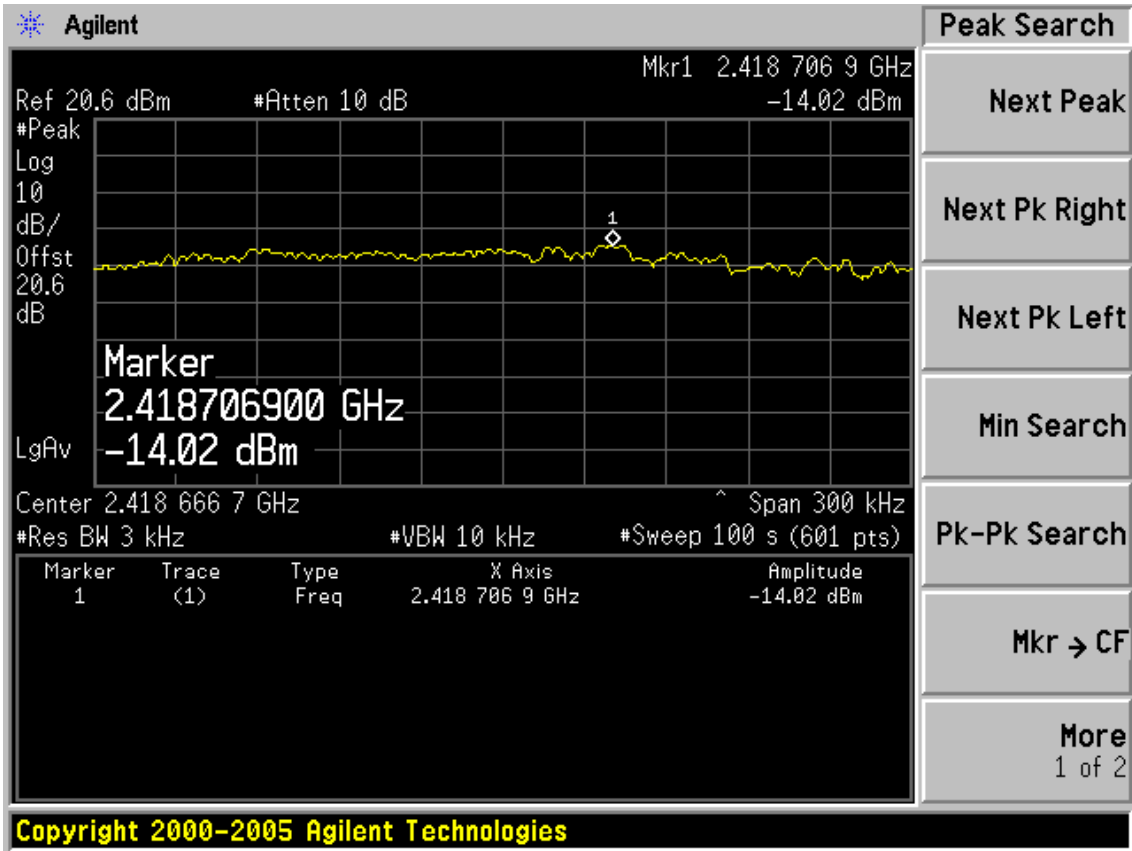 Agilent
Peak Search
Mkr1 2.418 706 9 GHz
Ref 20.6 dBm #Atten 10 dB -14.02 dBm
#Peak
Log
10
dB/
Offst
20.6
dB
1
Marker
2.418706900 GHz
-14.02 dBm
LgAv
Center 2.418 666 7 GHz ^ Span 300 kHz
#Res BW 3 kHz #VBW 10 kHz #Sweep 100 s (601 pts)
Marker Trace Type X Axis Amplitude
1 (1) Freq 2.418 706 9 GHz -14.02 dBm
Next Peak
Next Pk Right
Next Pk Left
Min Search
Pk-Pk Search
Mkr → CF
More
1 of 2
Copyright 2000-2005 Agilent Technologies